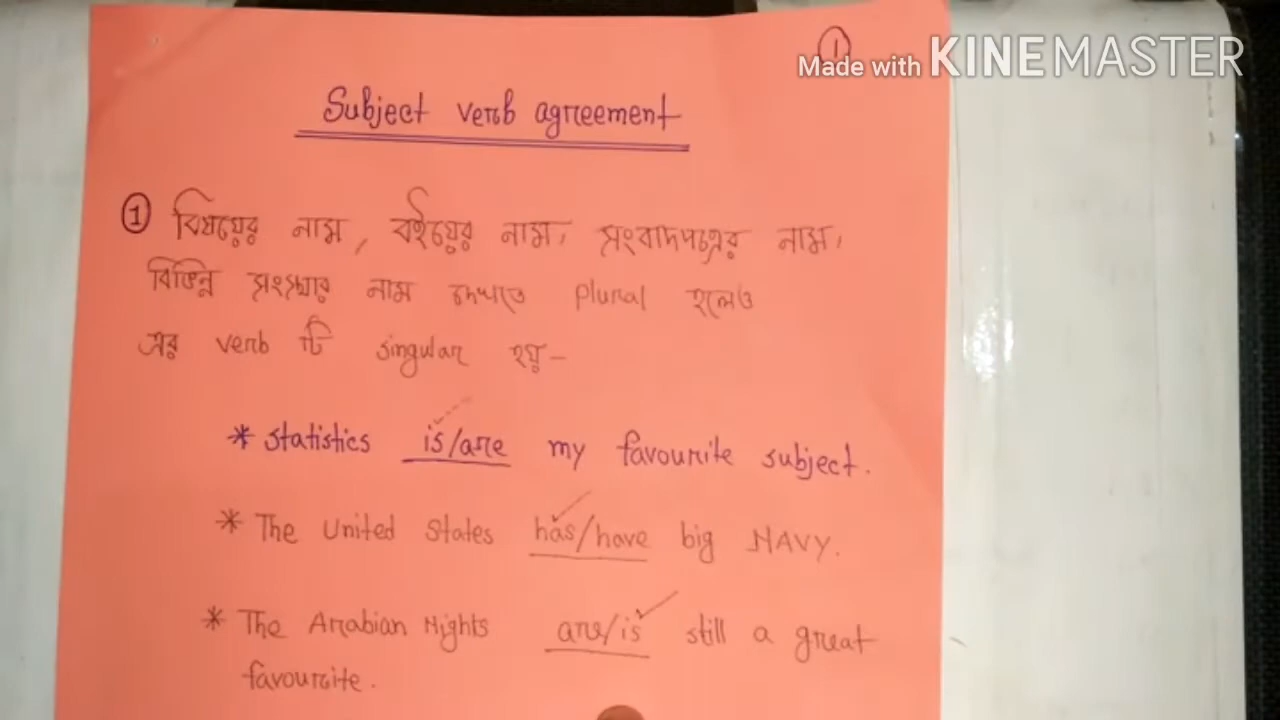 1
Made with KINEMASTER
Subject verb agreement
1 বিষয়ের নাম, বইয়ের নাম, সংবাদপত্রের নাম,
বিভিন্ন সংস্থার নাম দেখতে plural হলেও
এর verb টি singular হয় -
* Statistics is/are my favourite subject.
* The United States has/have big NAVY.
* The Arabian Nights are/is still a great
favourite.